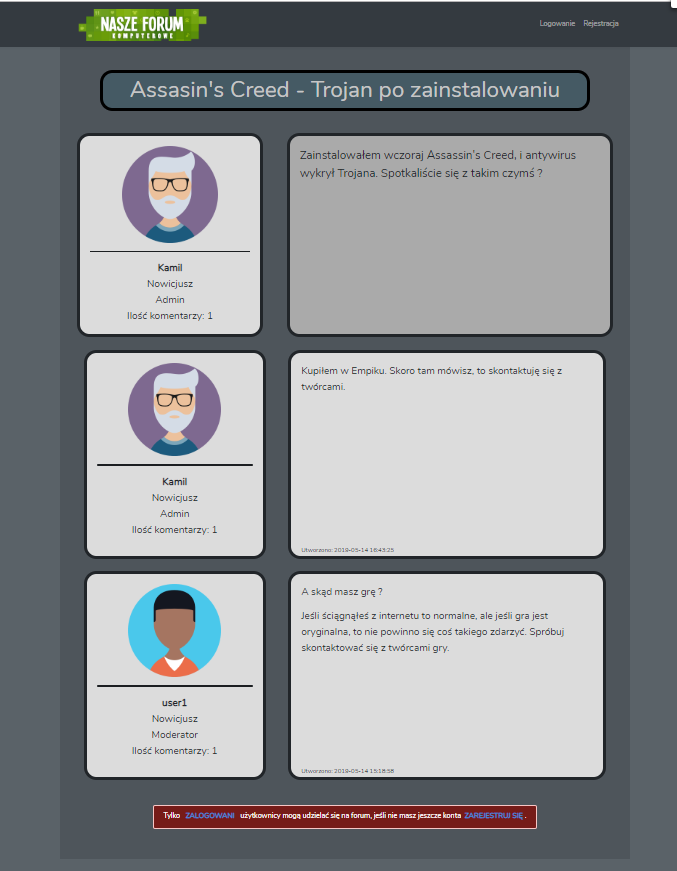 NASZE FORUM
KOMPUTEROWE
Logowanie Rejestracja
Assasin's Creed - Trojan po zainstalowaniu
Kamil
Nowicjusz
Admin
Ilość komentarzy: 1
Zainstalowałem wczoraj Assassin's Creed, i antywirus
wykrył Trojana. Spotkaliście się z takim czymś ?
Kamil
Nowicjusz
Admin
Ilość komentarzy: 1
Kupiłem w Empiku. Skoro tam mówisz, to skontaktuję się z
twórcami.
Utworzono: 2019-05-14 16:43:25
user1
Nowicjusz
Moderator
Ilość komentarzy: 1
A skąd masz grę ?
Jeśli ściągnąłeś z internetu to normalne, ale jeśli gra jest
oryginalna, to nie powinno się coś takiego zdarzyć. Spróbuj
skontaktować się z twórcami gry.
Utworzono: 2019-05-14 15:18:58
Tylko ZALOGOWANI użytkownicy mogą udzielać się na forum, jeśli nie masz jeszcze konta ZAREJESTRUJ SIĘ .